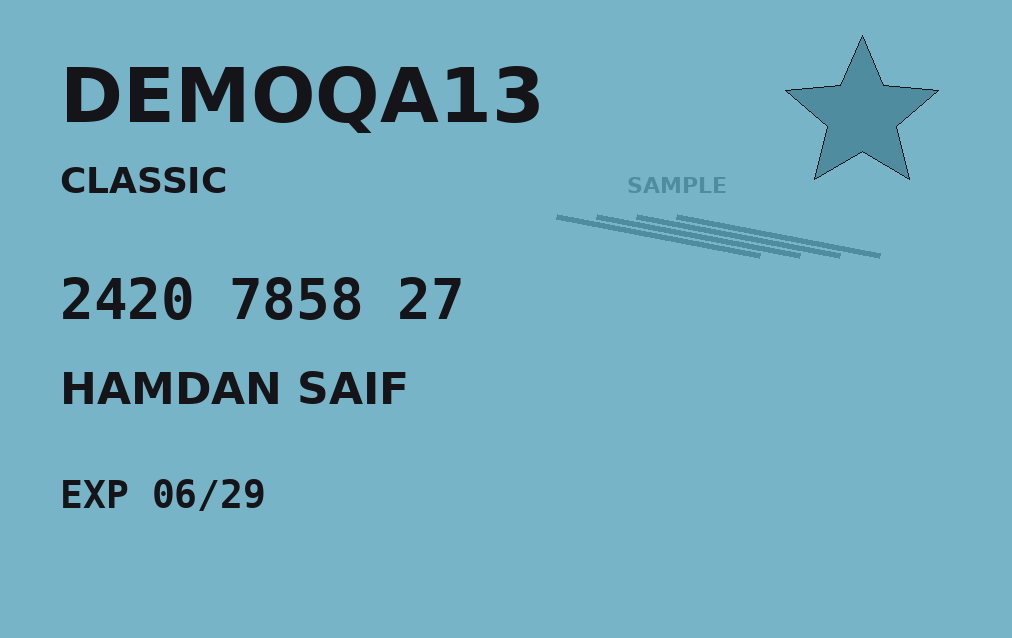 DEMOQA13
CLASSIC
SAMPLE
2420 7858 27
HAMDAN SAIF
EXP 06/29